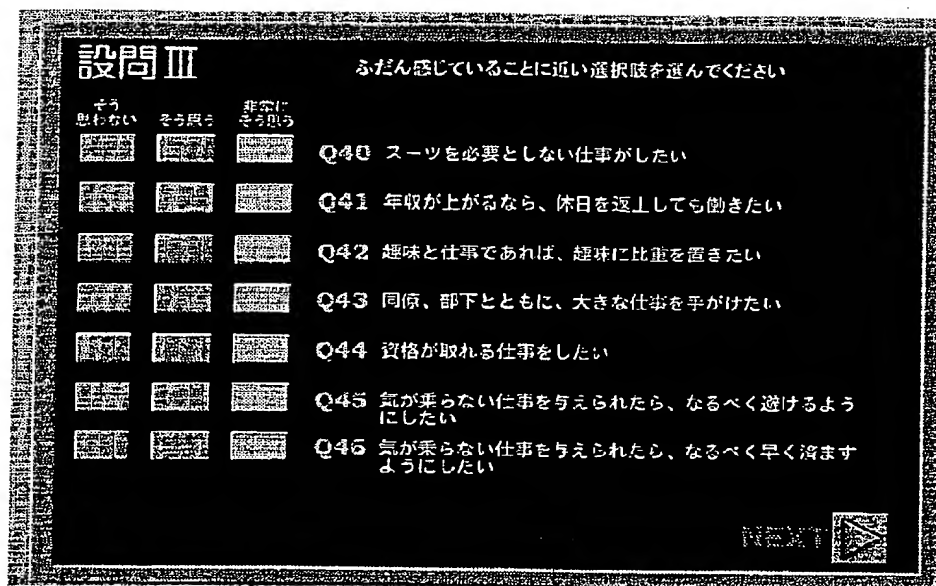 設問Ⅲ
ふだん感じていることに近い選択肢を選んでください
そう
思わない
そう思う
非常に
そう思う
Q40 スーツを必要としない仕事がしたい
Q41 年収が上がるなら、休日を返上しても働きたい
Q42 趣味と仕事であれば、趣味に比重を置きたい
Q43 同僚、部下とともに、大きな仕事を手がけたい
Q44 資格が取れる仕事をしたい
Q45 気が乗らない仕事を与えられたら、なるべく避けるよう
にしたい
Q46 気が乗らない仕事を与えられたら、なるべく早く済ます
ようにしたい
NEXT